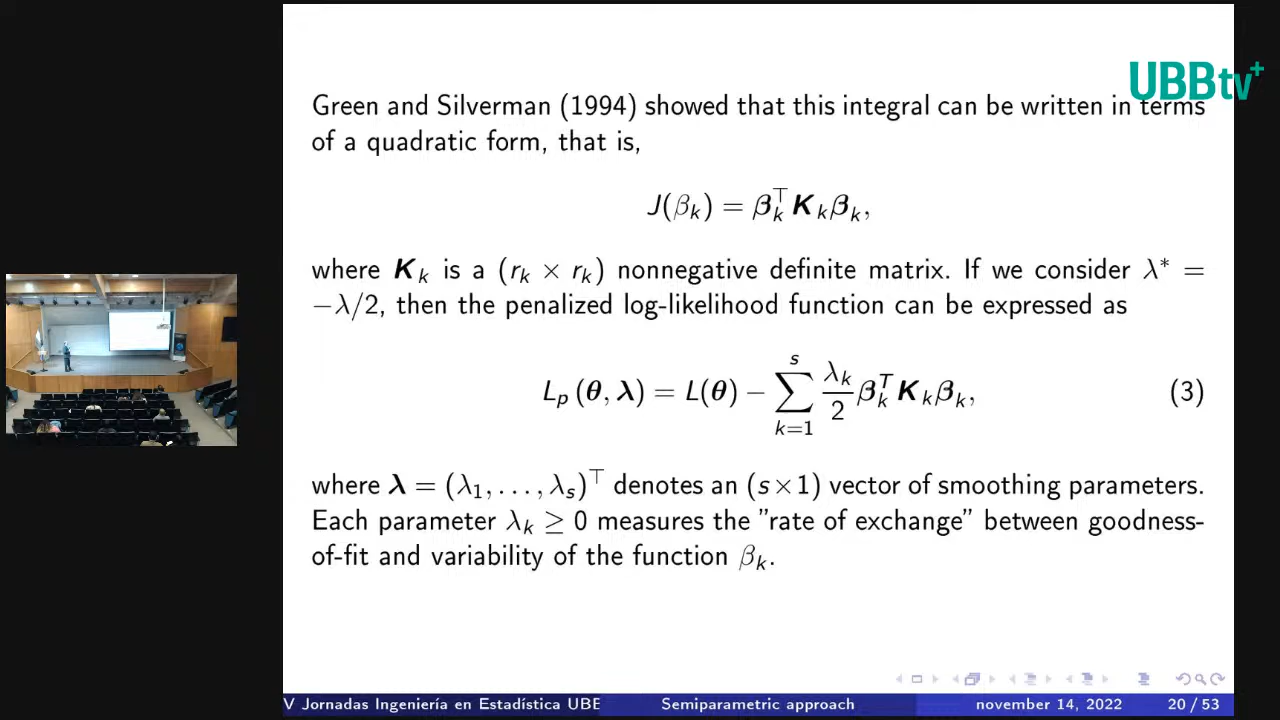 UBBtv+
Green and Silverman (1994) showed that this integral can be written in terms
of a quadratic form, that is,
J(βₖ) = 𝜷ₖ^⊤ 𝑲ₖ𝜷ₖ,
where 𝑲ₖ is a (rₖ × rₖ) nonnegative definite matrix. If we consider λ* =
−λ/2, then the penalized log-likelihood function can be expressed as
Lₚ (𝜽, 𝝀) = L(𝜽) − ∑_{k=1}^{s} λₖ/2 𝜷ₖ^T 𝑲ₖ𝜷ₖ, (3)
where 𝝀 = (λ₁, . . . , λₛ)^⊤ denotes an (s×1) vector of smoothing parameters.
Each parameter λₖ ≥ 0 measures the ”rate of exchange” between goodness-
of-fit and variability of the function βₖ.
V Jornadas Ingeniería en Estadística UBB Semiparametric approach november 14, 2022 20 / 53